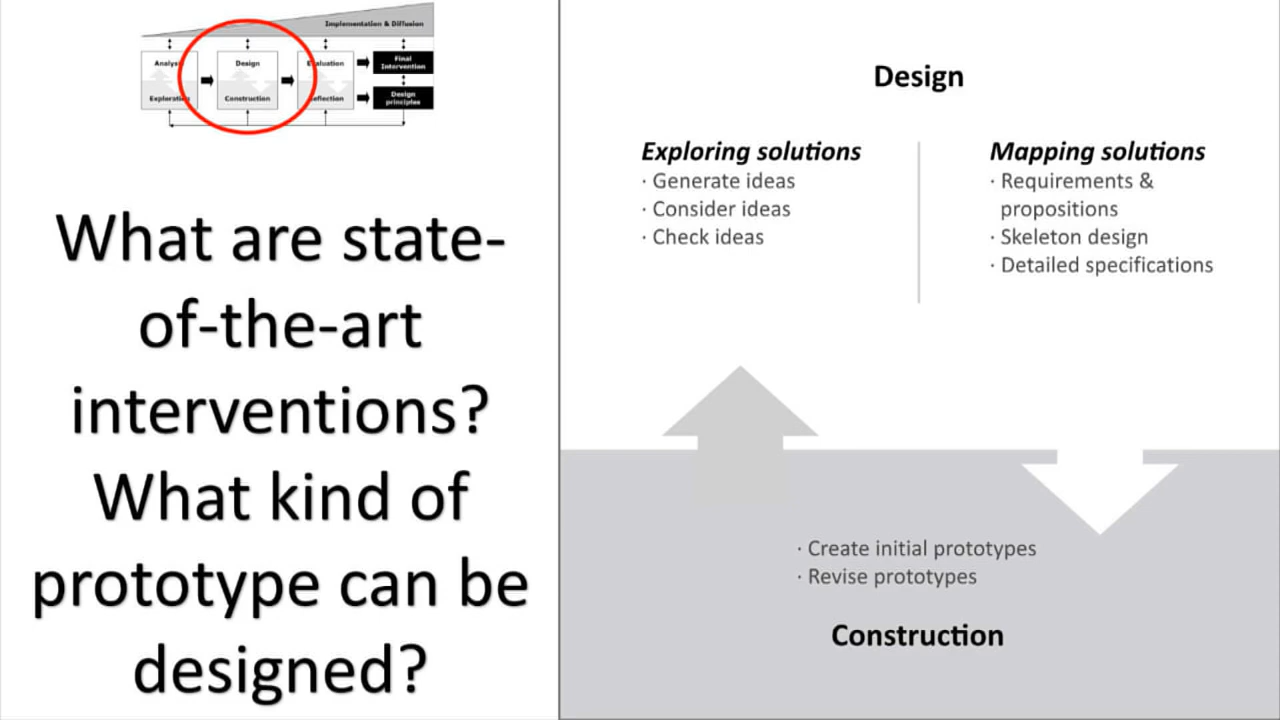 Implementation & Diffusion
Analysis
Design
Evaluation
Final
Intervention
Exploration
Construction
Reflection
Design
principles
What are state-
of-the-art
interventions?
What kind of
prototype can be
designed?
Design
Exploring solutions
· Generate ideas
· Consider ideas
· Check ideas
Mapping solutions
· Requirements &
propositions
· Skeleton design
· Detailed specifications
· Create initial prototypes
· Revise prototypes
Construction